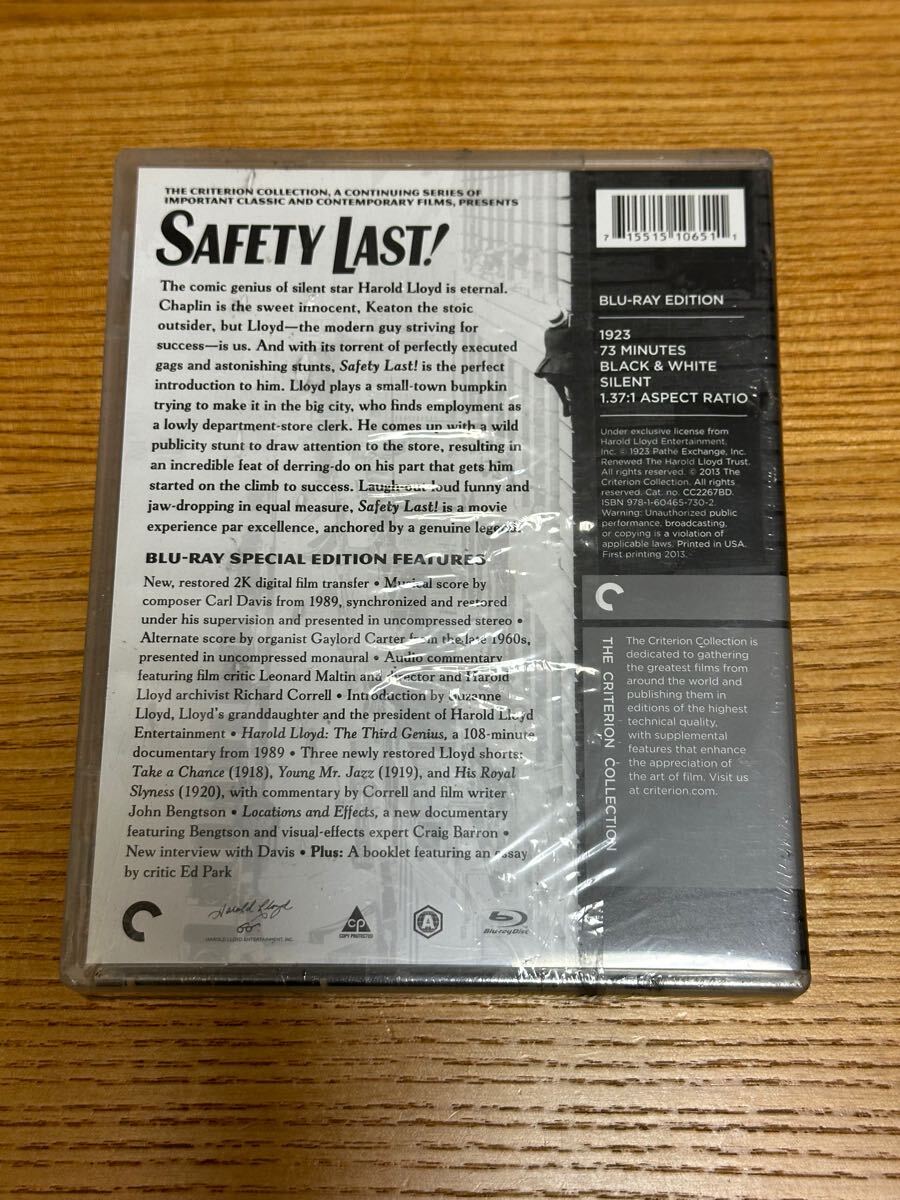 THE CRITERION COLLECTION, A CONTINUING SERIES OF
IMPORTANT CLASSIC AND CONTEMPORARY FILMS, PRESENTS
SAFETY LAST!
The comic genius of silent star Harold Lloyd is eternal.
Chaplin is the sweet innocent, Keaton the stoic
outsider, but Lloyd—the modern guy striving for
success—is us. And with its torrent of perfectly executed
gags and astonishing stunts, Safety Last! is the perfect
introduction to him. Lloyd plays a small-town bumpkin
trying to make it in the big city, who finds employment as
a lowly department-store clerk. He comes up with a wild
publicity stunt to draw attention to the store, resulting in
an incredible feat of derring-do on his part that gets him
started on the climb to success. Laugh-out-loud funny and
jaw-dropping in equal measure, Safety Last! is a movie
experience par excellence, anchored by a genuine legend.
BLU-RAY SPECIAL EDITION FEATURES
New, restored 2K digital film transfer • Musical score by
composer Carl Davis from 1989, synchronized and restored
under his supervision and presented in uncompressed stereo •
Alternate score by organist Gaylord Carter from the late 1960s,
presented in uncompressed monaural • Audio commentary
featuring film critic Leonard Maltin and director and Harold
Lloyd archivist Richard Correll • Introduction by Suzanne
Lloyd, Lloyd's granddaughter and the president of Harold Lloyd
Entertainment • Harold Lloyd: The Third Genius, a 108-minute
documentary from 1989 • Three newly restored Lloyd shorts:
Take a Chance (1918), Young Mr. Jazz (1919), and His Royal
Slyness (1920), with commentary by Correll and film writer
John Bengtson • Locations and Effects, a new documentary
featuring Bengtson and visual-effects expert Craig Barron •
New interview with Davis • Plus: A booklet featuring an essay
by critic Ed Park
Harold Lloyd
HAROLD LLOYD ENTERTAINMENT, INC.
CP
COPY PROTECTED
A
Blu-ray Disc
7 15515 10651 1
BLU-RAY EDITION
1923
73 MINUTES
BLACK & WHITE
SILENT
1.37:1 ASPECT RATIO
Under exclusive license from
Harold Lloyd Entertainment,
Inc. © 1923 Pathe Exchange, Inc.
Renewed The Harold Lloyd Trust.
All rights reserved. © 2013 The
Criterion Collection. All rights
reserved. Cat. no. CC2267BD.
ISBN 978-1-60465-730-2
Warning: Unauthorized public
performance, broadcasting,
or copying is a violation of
applicable laws. Printed in USA.
First printing 2013.
THE CRITERION COLLECTION
The Criterion Collection is
dedicated to gathering
the greatest films from
around the world and
publishing them in
editions of the highest
technical quality,
with supplemental
features that enhance
the appreciation of
the art of film. Visit us
at criterion.com.